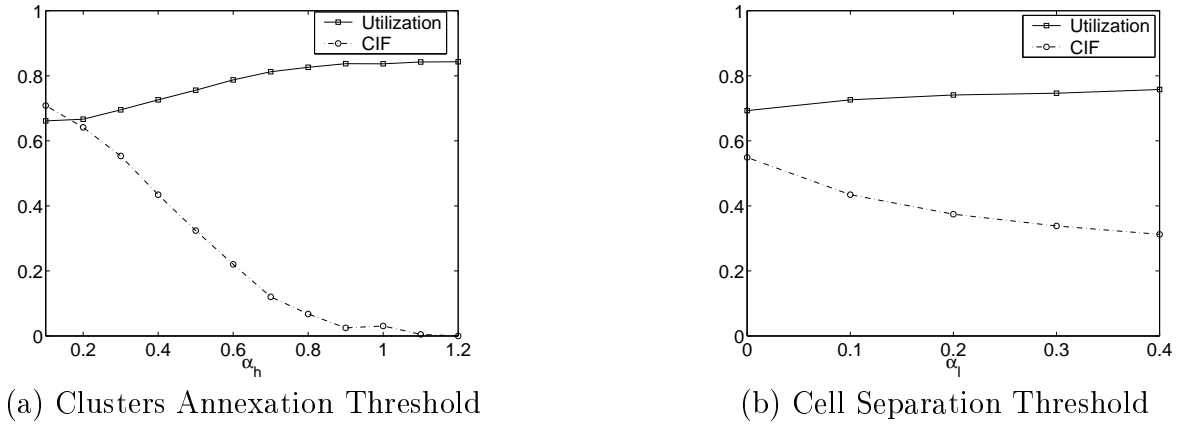 1
0.8
0.6
0.4
0.2
0
Utilization
CIF
0.2 0.4 0.6 0.8 1 1.2
αh
(a) Clusters Annexation Threshold
1
0.8
0.6
0.4
0.2
0
Utilization
CIF
0 0.1 0.2 0.3 0.4
αl
(b) Cell Separation Threshold